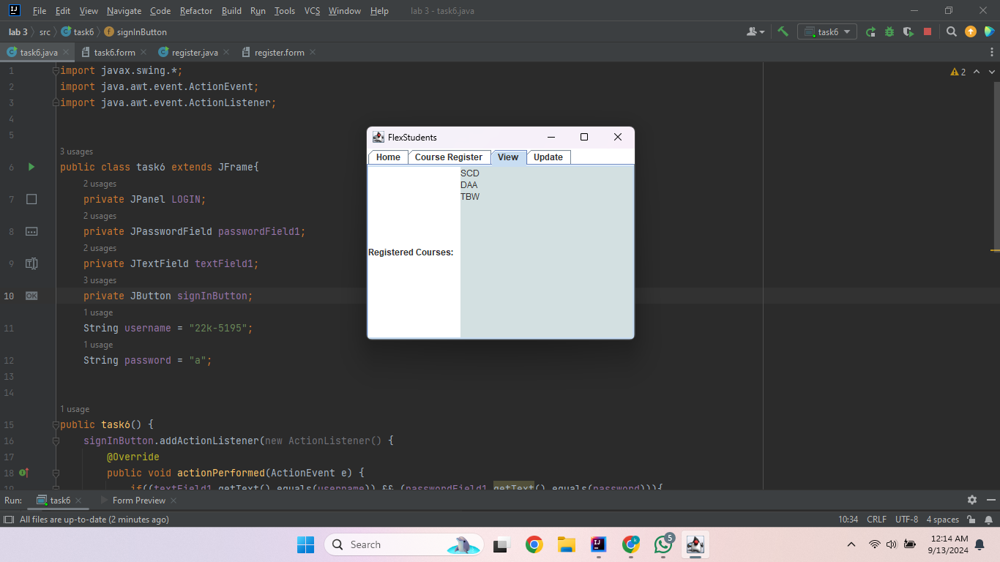 File Edit View Navigate Code Refactor Build Run Tools VCS Window Help lab 3 - task6.java
lab 3 src task6 signInButton task6
task6.java task6.form register.java register.form
1 import javax.swing.*;
2 2 import java.awt.event.ActionEvent;
3 import java.awt.event.ActionListener;
4
5
3 usages
6 public class task6 extends JFrame{
2 usages
7 private JPanel LOGIN;
2 usages
8 private JPasswordField passwordField1;
2 usages
9 private JTextField textField1;
3 usages
10 private JButton signInButton;
1 usage
11 String username = "22k-5195";
1 usage
12 String password = "a";
13
14
1 usage
15 public task6() {
16 signInButton.addActionListener(new ActionListener() {
17 @Override
18 public void actionPerformed(ActionEvent e) {
19 if((textField1.getText().equals(username)) && (passwordField1.getText().equals(password))){
FlexStudents
Home Course Register View Update
SCD
DAA
TBW
Registered Courses:
Run: task6 Form Preview
All files are up-to-date (2 minutes ago) 10:34 CRLF UTF-8 4 spaces
Search 5 12:14 AM
9/13/2024